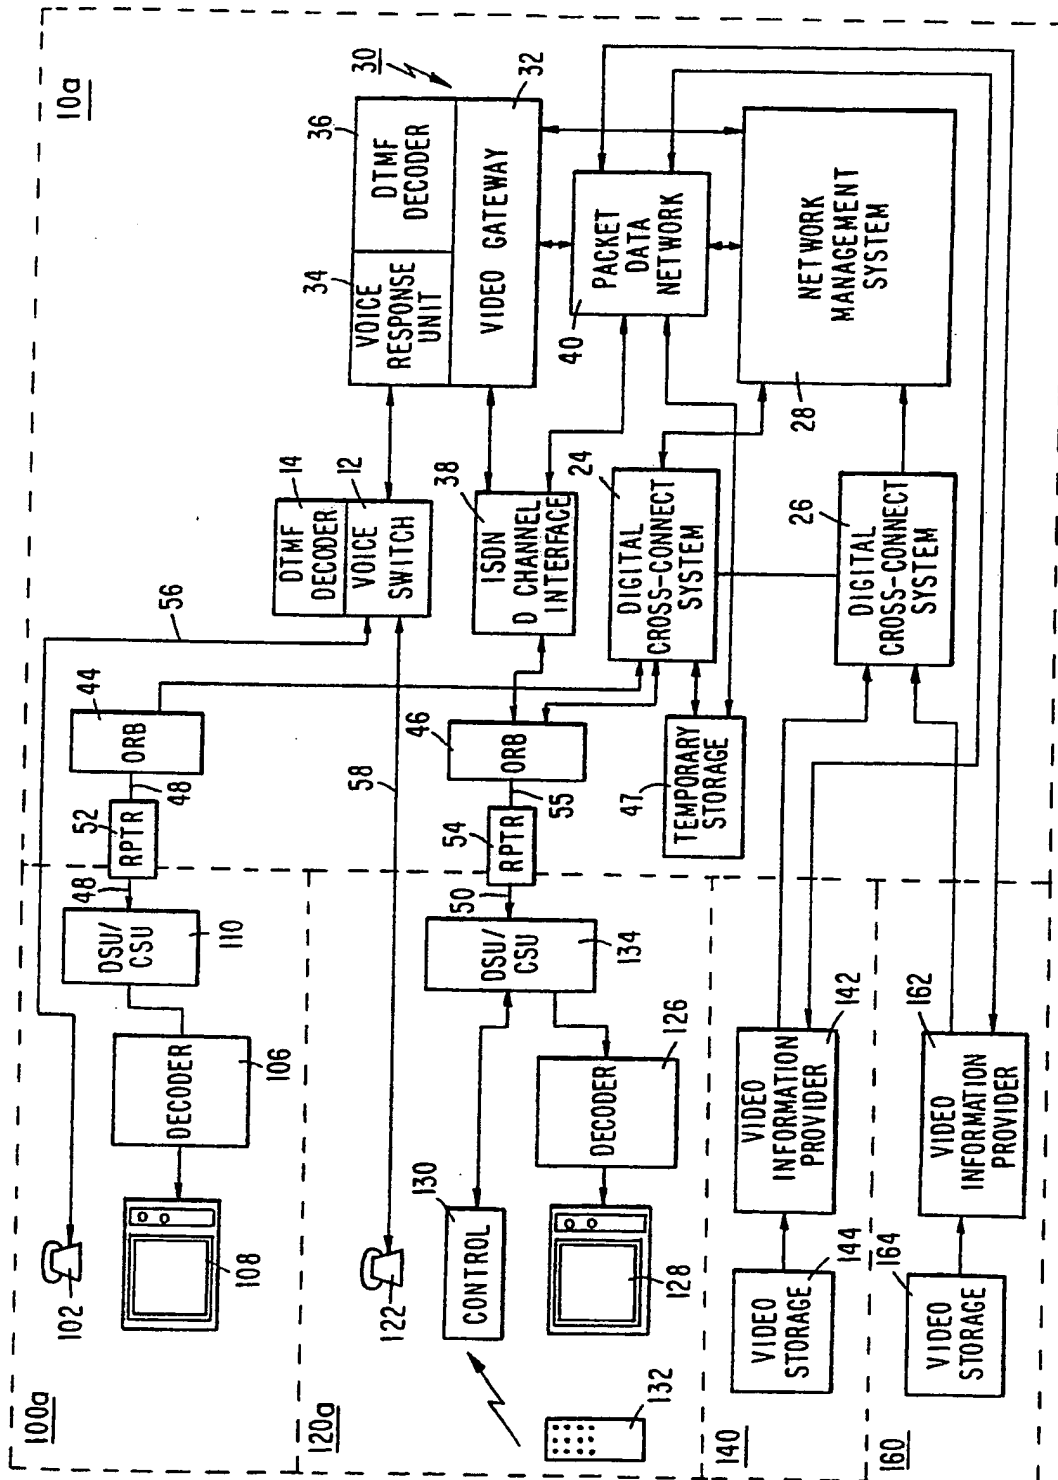 10a
30
36
DTMF
DECODER
34
VOICE
RESPONSE
UNIT
32
VIDEO GATEWAY
40
PACKET
DATA
NETWORK
28
NETWORK
MANAGEMENT
SYSTEM
14
DTMF
DECODER
12
VOICE
SWITCH
38
ISDN
D CHANNEL
INTERFACE
24
DIGITAL
CROSS-CONNECT
SYSTEM
26
DIGITAL
CROSS-CONNECT
SYSTEM
56
44
ORB
48
52
RPTR
48
58
46
ORB
55
54
RPTR
50
47
TEMPORARY
STORAGE
DSU/
CSU
110
DECODER
106
108
102
100a
DSU/
CSU
134
DECODER
126
128
130
CONTROL
122
132
120a
VIDEO
INFORMATION
PROVIDER
142
VIDEO
STORAGE
144
140
VIDEO
INFORMATION
PROVIDER
162
VIDEO
STORAGE
164
160